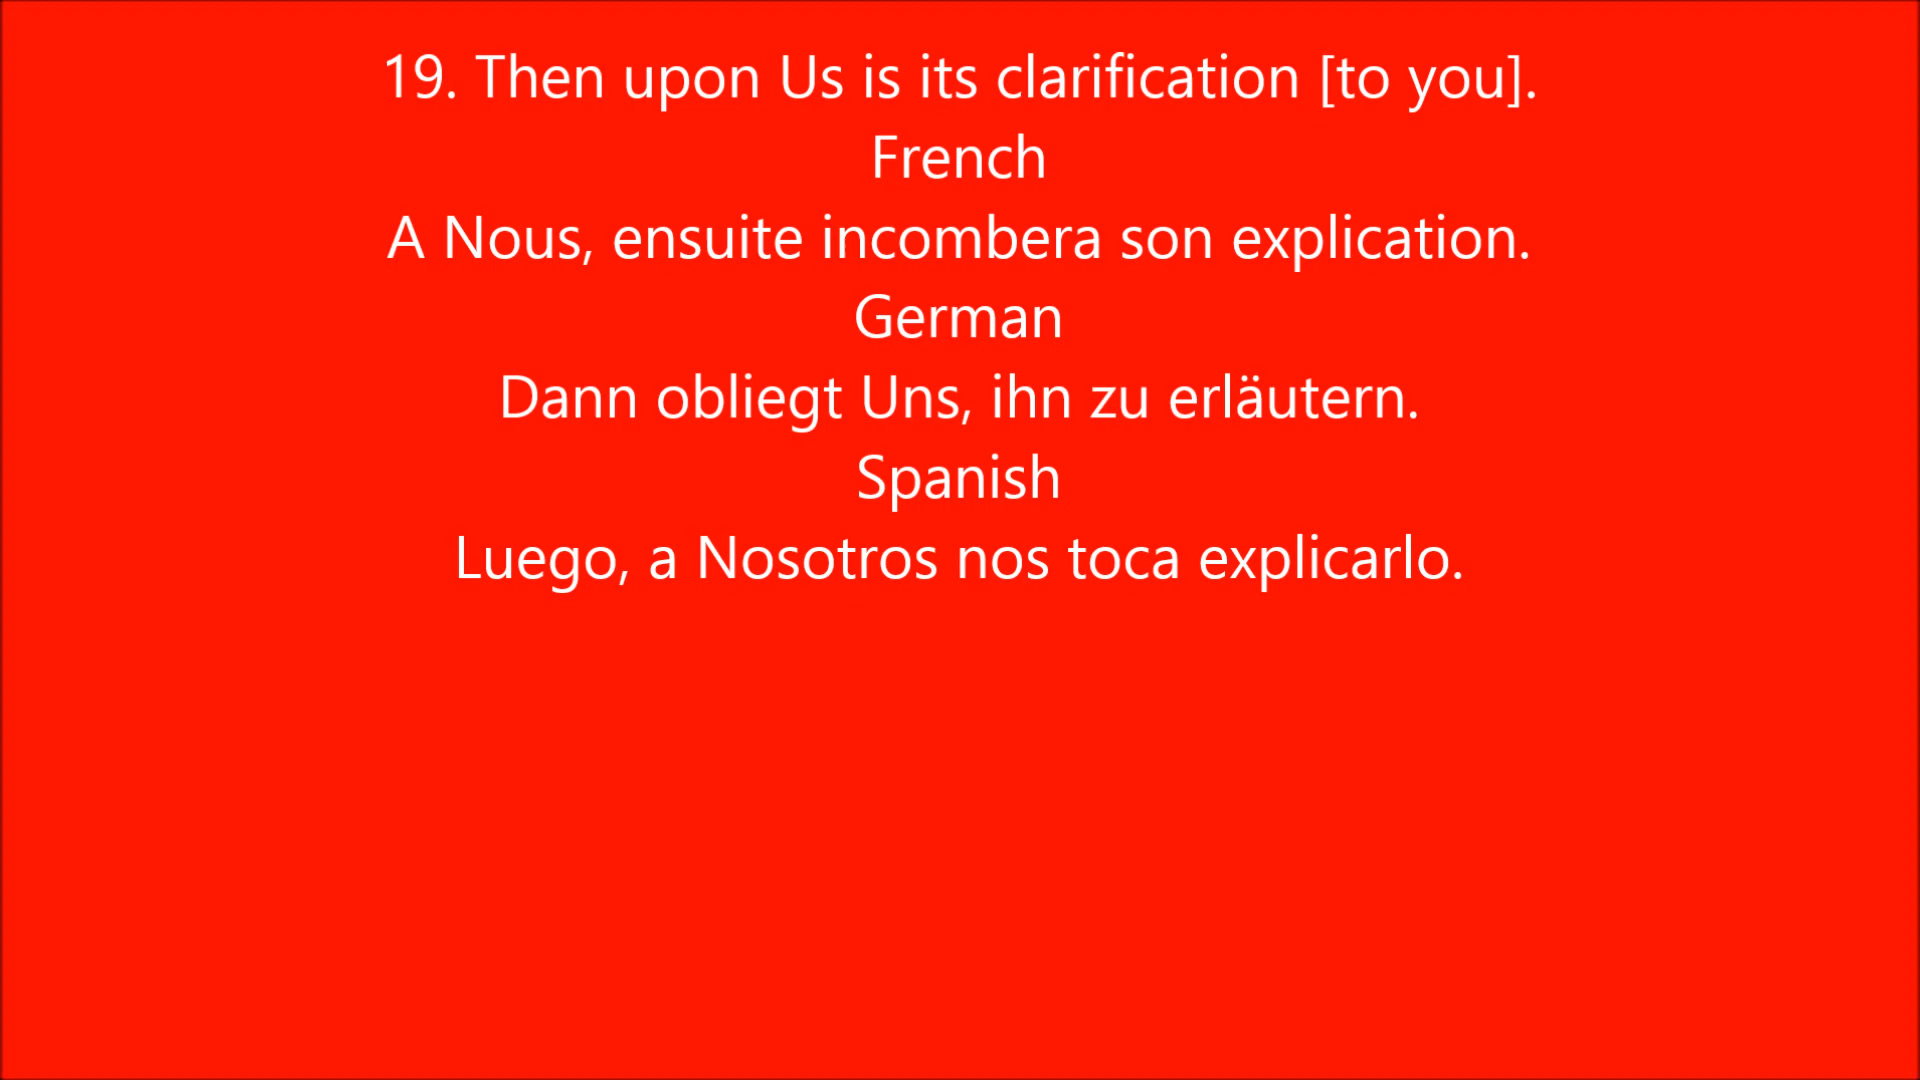 19. Then upon Us is its clarification [to you].
French
A Nous, ensuite incombera son explication.
German
Dann obliegt Uns, ihn zu erläutern.
Spanish
Luego, a Nosotros nos toca explicarlo.